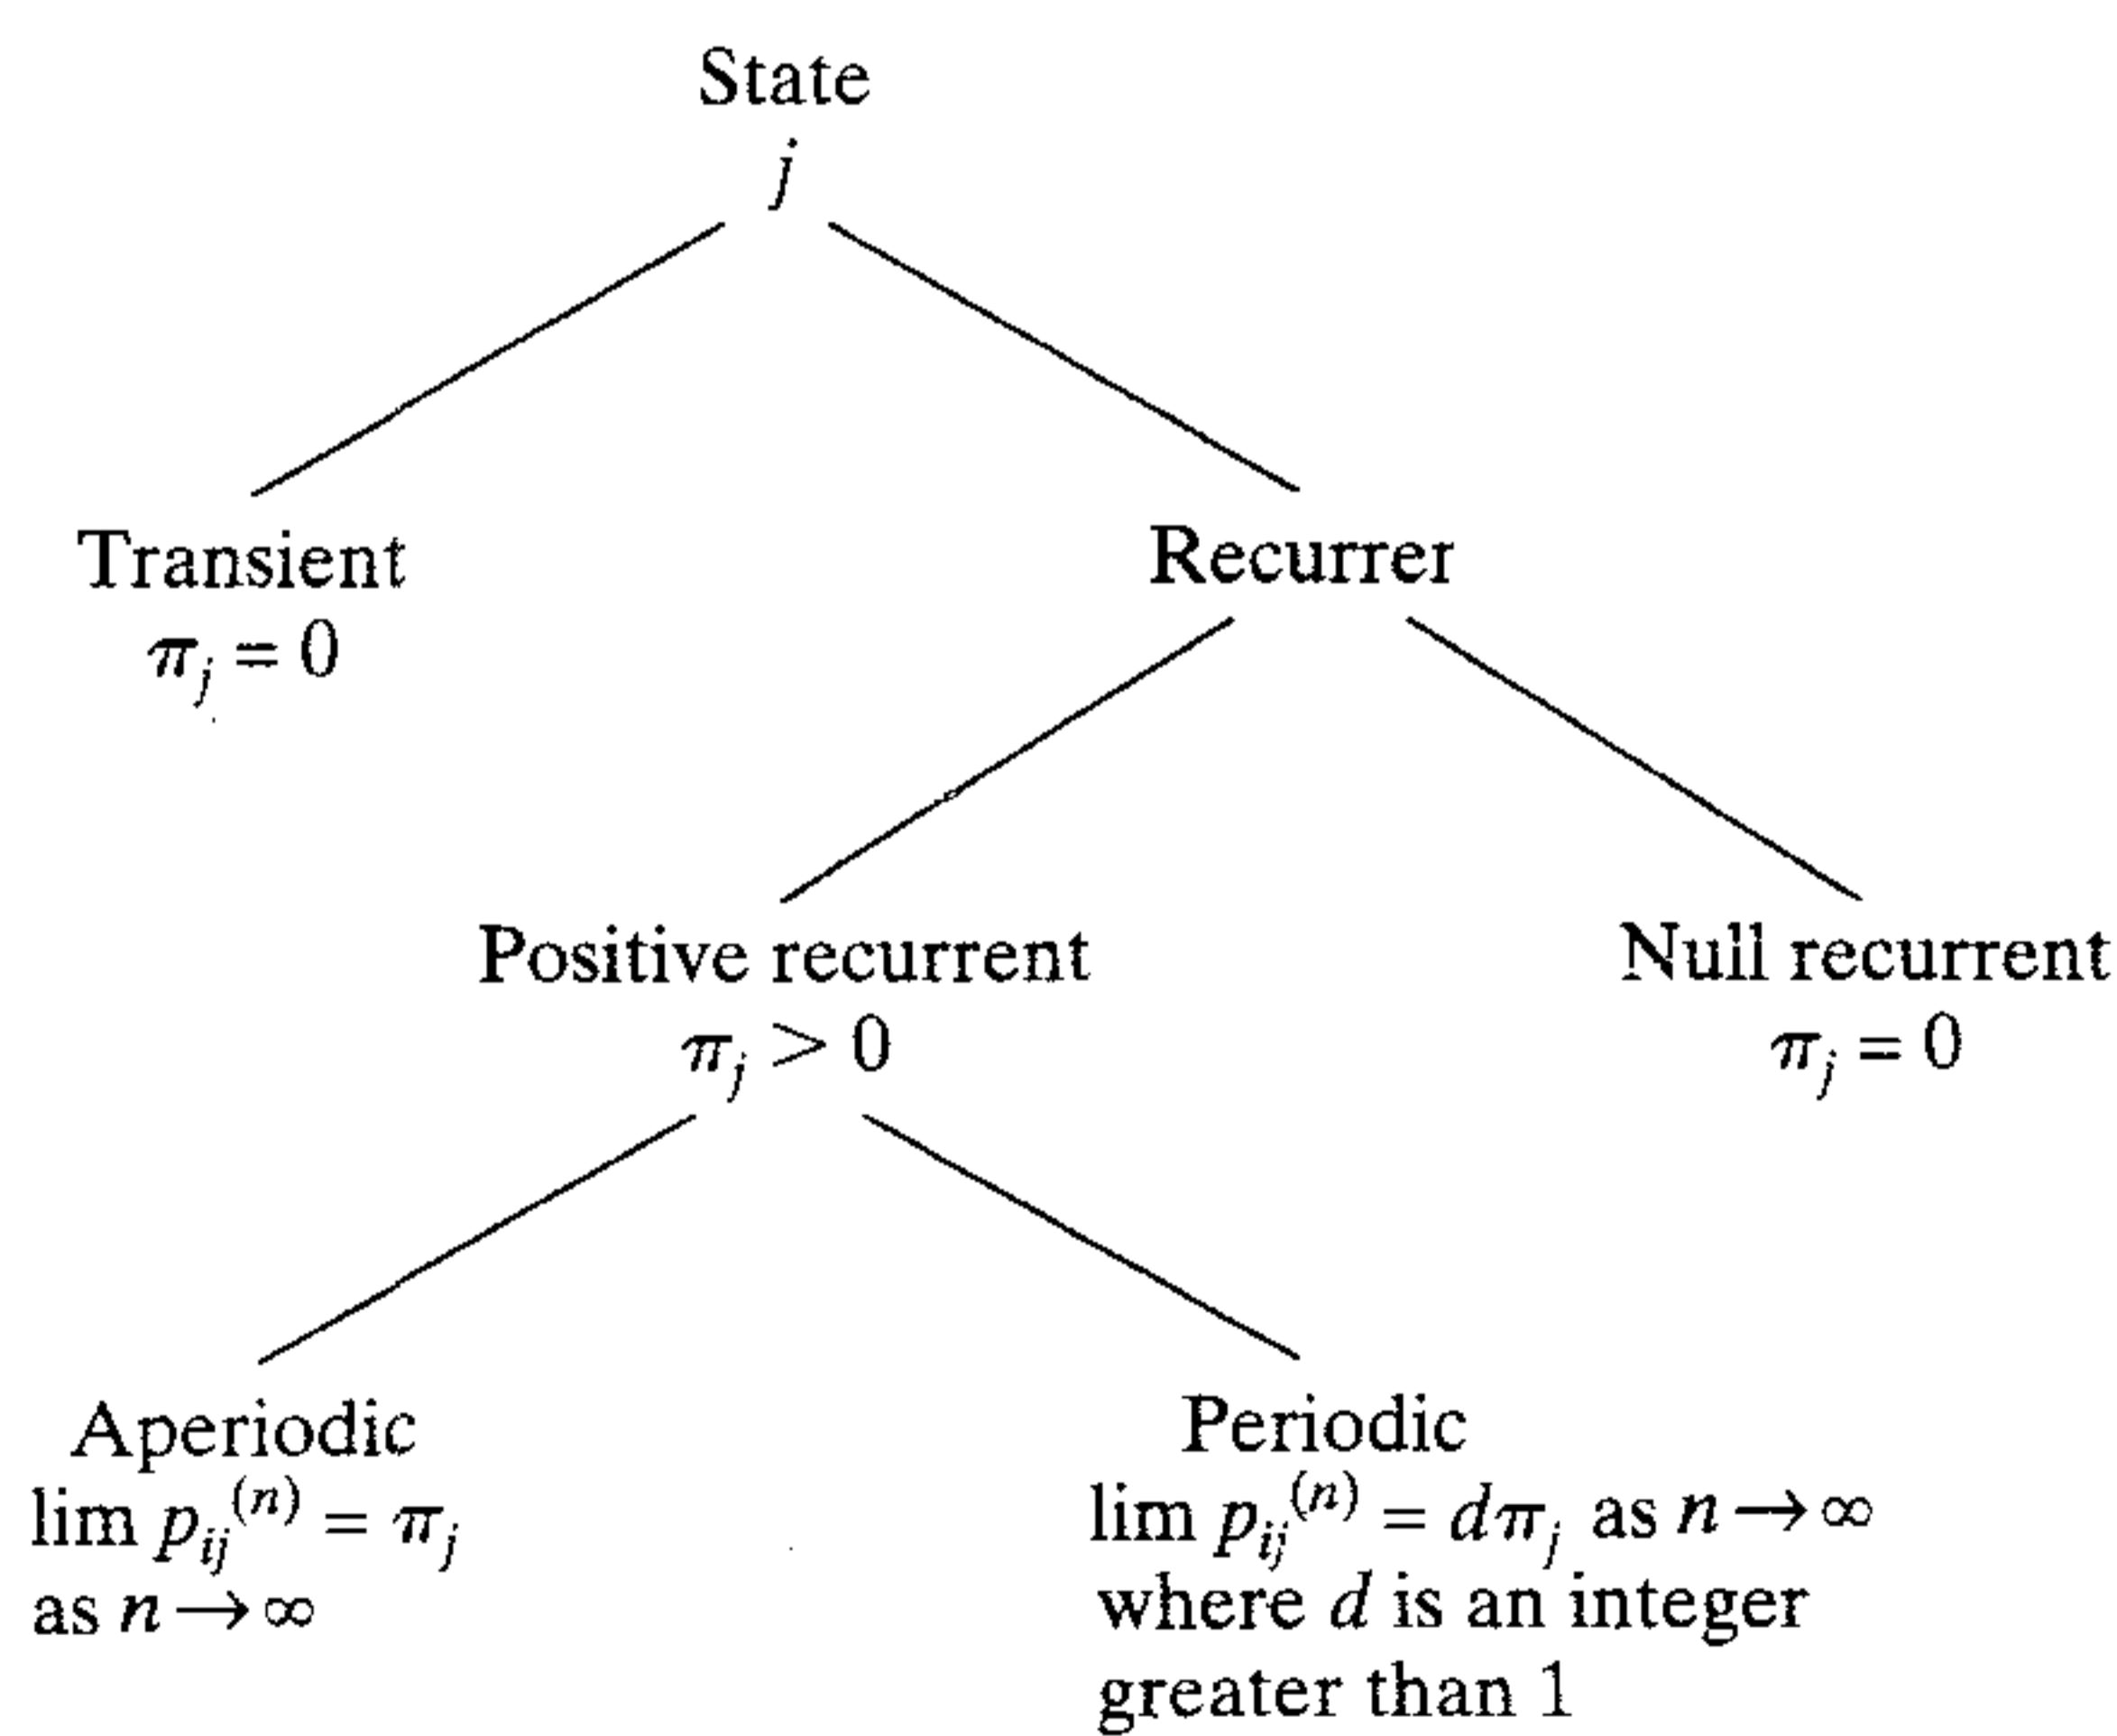 State
j
Transient
π_j = 0
Recurrer
Positive recurrent
π_j > 0
Null recurrent
π_j = 0
Aperiodic
lim p_ij^(n) = π_j
as n → ∞
Periodic
lim p_ij^(n) = dπ_j as n → ∞
where d is an integer
greater than 1